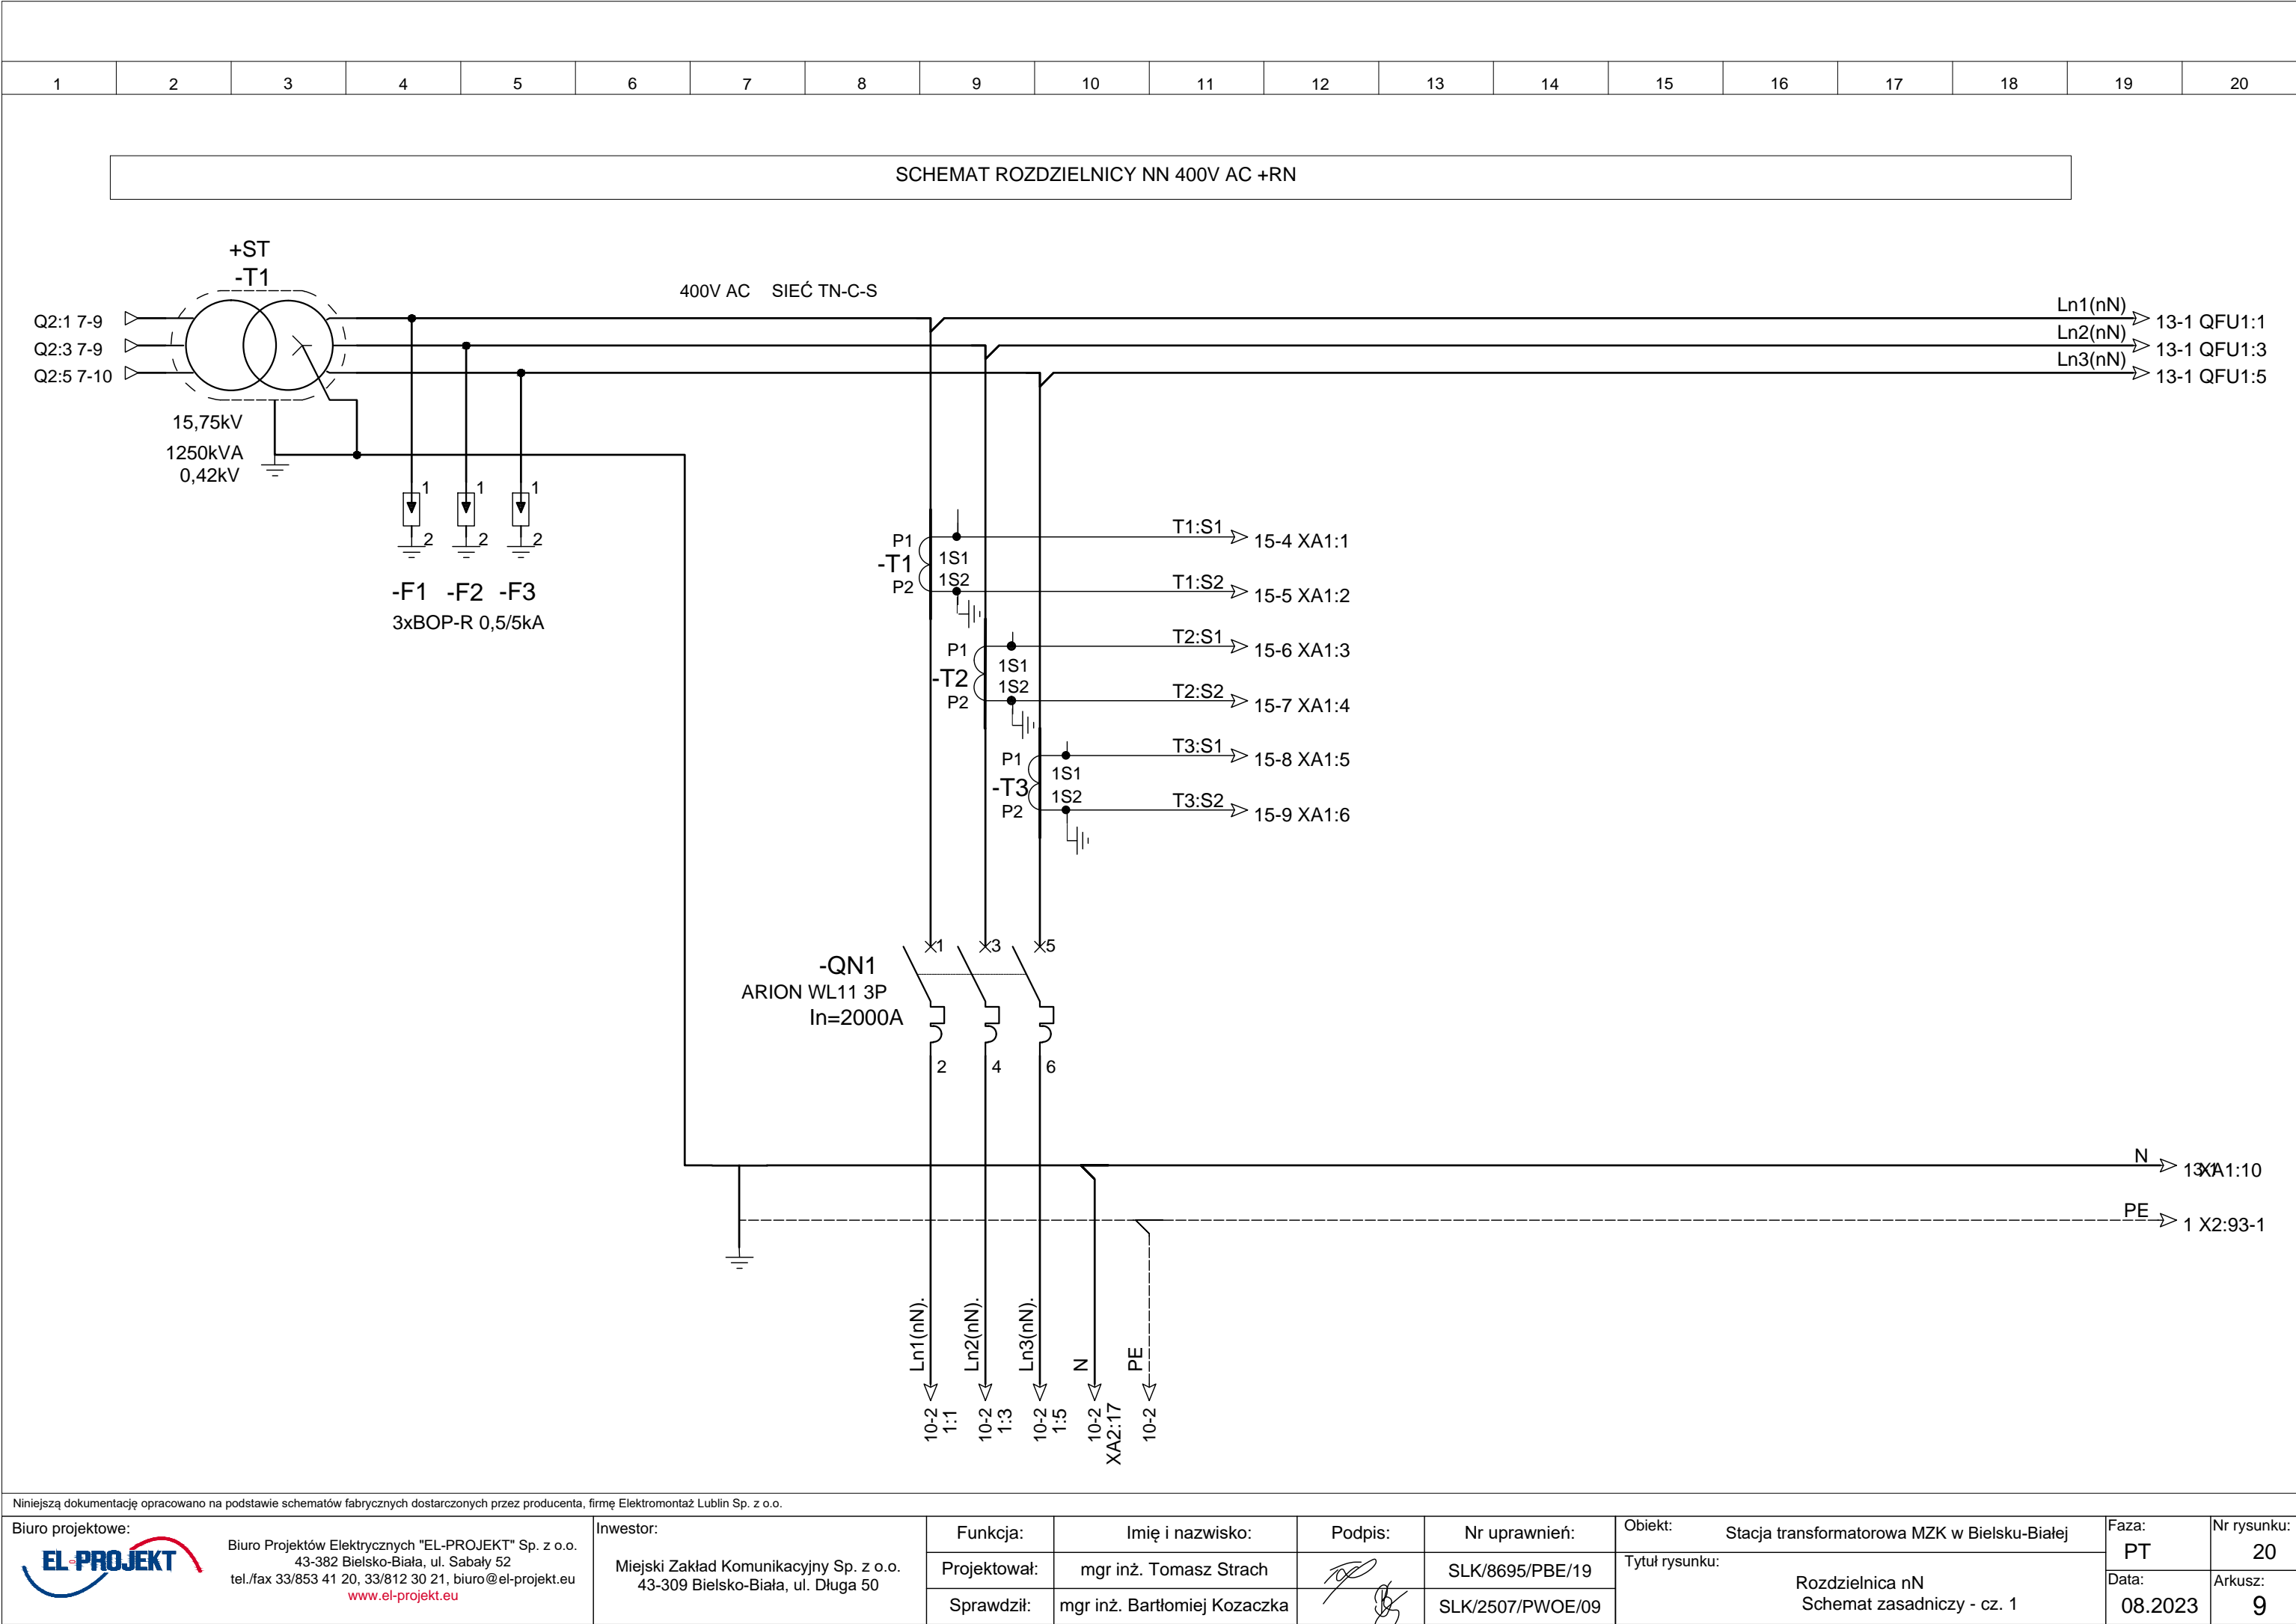 1 2 3 4 5 6 7 8 9 10 11 12 13 14 15 16 17 18 19 20
SCHEMAT ROZDZIELNICY NN 400V AC +RN
+ST
-T1
400V AC SIEĆ TN-C-S
Q2:1 7-9
Q2:3 7-9
Q2:5 7-10
Ln1(nN)
13-1 QFU1:1
Ln2(nN)
13-1 QFU1:3
Ln3(nN)
13-1 QFU1:5
15,75kV
1250kVA
0,42kV
1 1 1
2 2 2
-F1 -F2 -F3
3xBOP-R 0,5/5kA
P1
-T1
P2
1S1
1S2
T1:S1
15-4 XA1:1
T1:S2
15-5 XA1:2
P1
-T2
P2
1S1
1S2
T2:S1
15-6 XA1:3
T2:S2
15-7 XA1:4
P1
-T3
P2
1S1
1S2
T3:S1
15-8 XA1:5
T3:S2
15-9 XA1:6
1 3 5
-QN1
ARION WL11 3P
In=2000A
2 4 6
N
XA1:10
PE
1 X2:93-1
Ln1(nN).
Ln2(nN).
Ln3(nN).
N
PE
10-2
1:1
10-2
1:3
10-2
1:5
10-2
XA2:17
10-2
Niniejszą dokumentację opracowano na podstawie schematów fabrycznych dostarczonych przez producenta, firmę Elektromontaż Lublin Sp. z o.o.
Biuro projektowe:
EL-PROJEKT
Biuro Projektów Elektrycznych "EL-PROJEKT" Sp. z o.o.
43-382 Bielsko-Biała, ul. Sabały 52
tel./fax 33/853 41 20, 33/812 30 21, biuro@el-projekt.eu
www.el-projekt.eu
Inwestor:
Miejski Zakład Komunikacyjny Sp. z o.o.
43-309 Bielsko-Biała, ul. Długa 50
Funkcja: Imię i nazwisko: Podpis: Nr uprawnień:
Projektował: mgr inż. Tomasz Strach SLK/8695/PBE/19
Sprawdził: mgr inż. Bartłomiej Kozaczka SLK/2507/PWOE/09
Obiekt: Stacja transformatorowa MZK w Bielsku-Białej
Tytuł rysunku:
Rozdzielnica nN
Schemat zasadniczy - cz. 1
Faza:
PT
Nr rysunku:
20
Data:
08.2023
Arkusz:
9